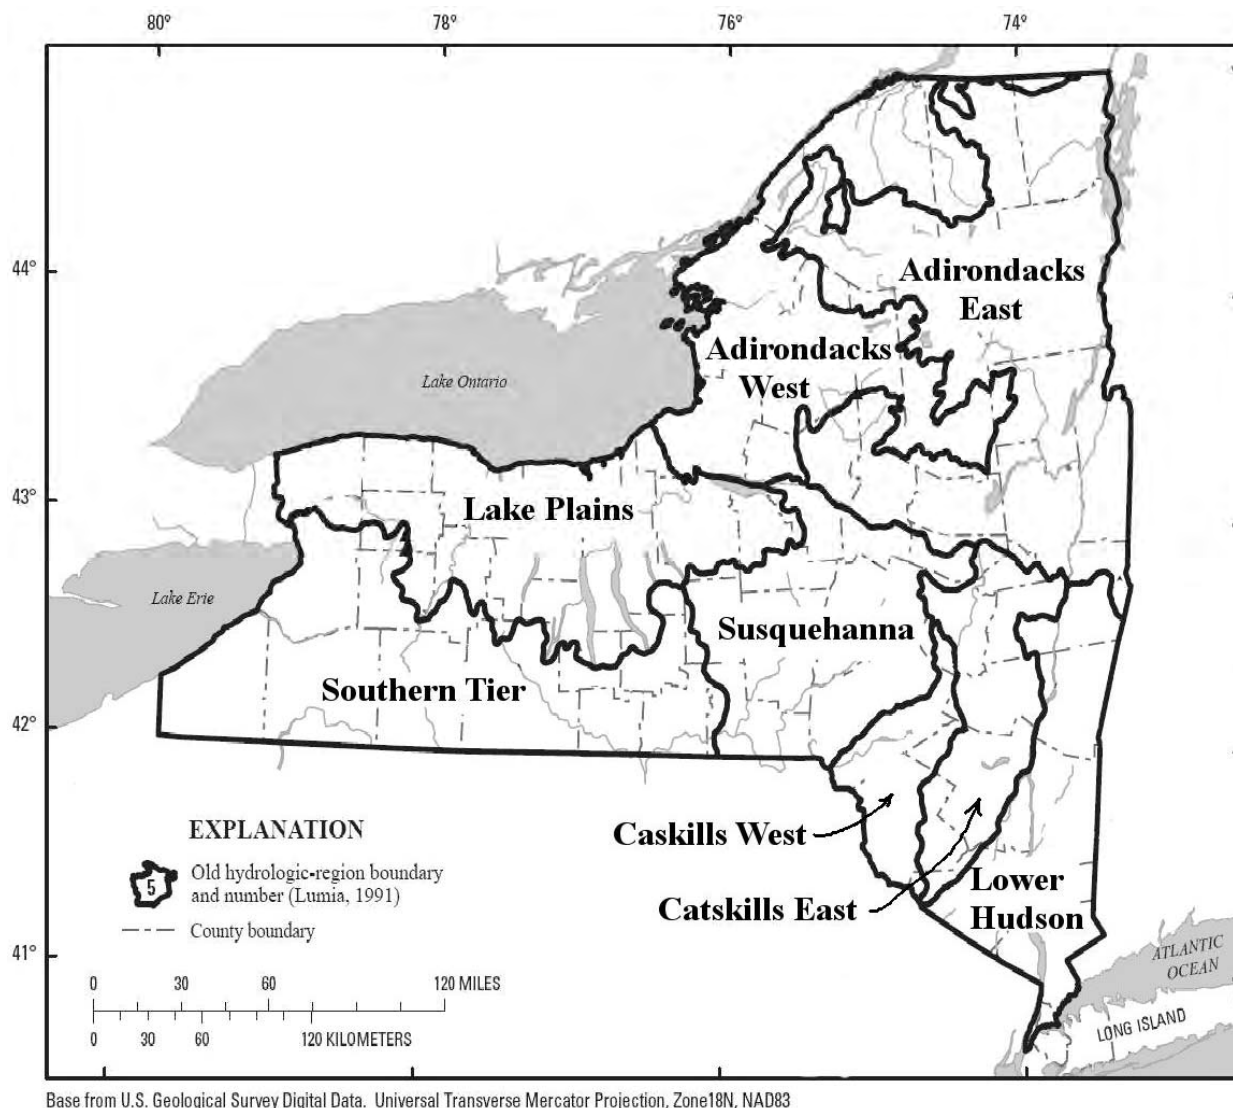 80°
78°
76°
74°
44°
43°
42°
41°
Adirondacks
East
Adirondacks
West
Lake Ontario
Lake Plains
Lake Erie
Susquehanna
Southern Tier
Caskills West
Catskills East
Lower
Hudson
ATLANTIC
OCEAN
LONG ISLAND
EXPLANATION
5
Old hydrologic-region boundary
and number (Lumia, 1991)
County boundary
0 30 60 120 MILES
0 30 60 120 KILOMETERS
Base from U.S. Geological Survey Digital Data. Universal Transverse Mercator Projection, Zone18N, NAD83